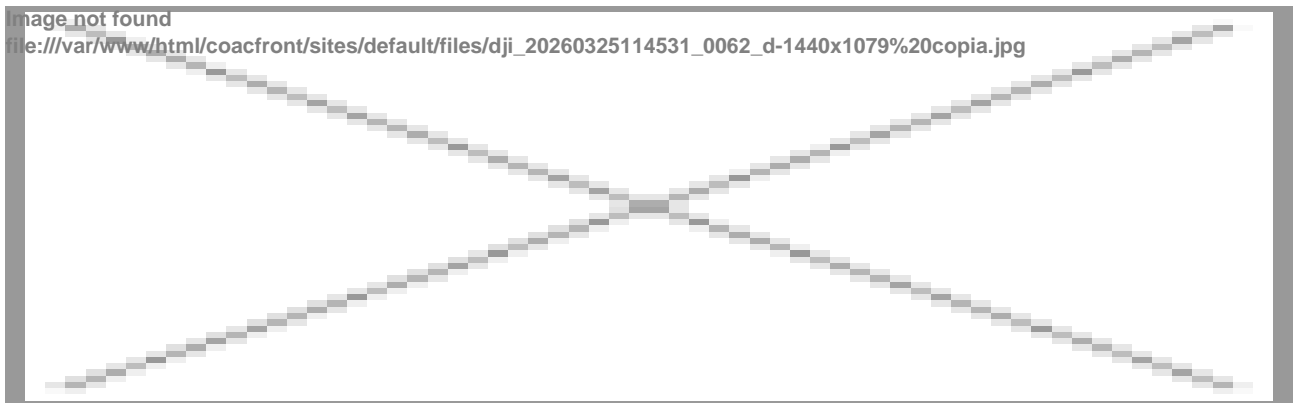 Image not found
file:///var/www/html/coacfront/sites/default/files/dji_20260325114531_0062_d-1440x1079%20copia.jpg